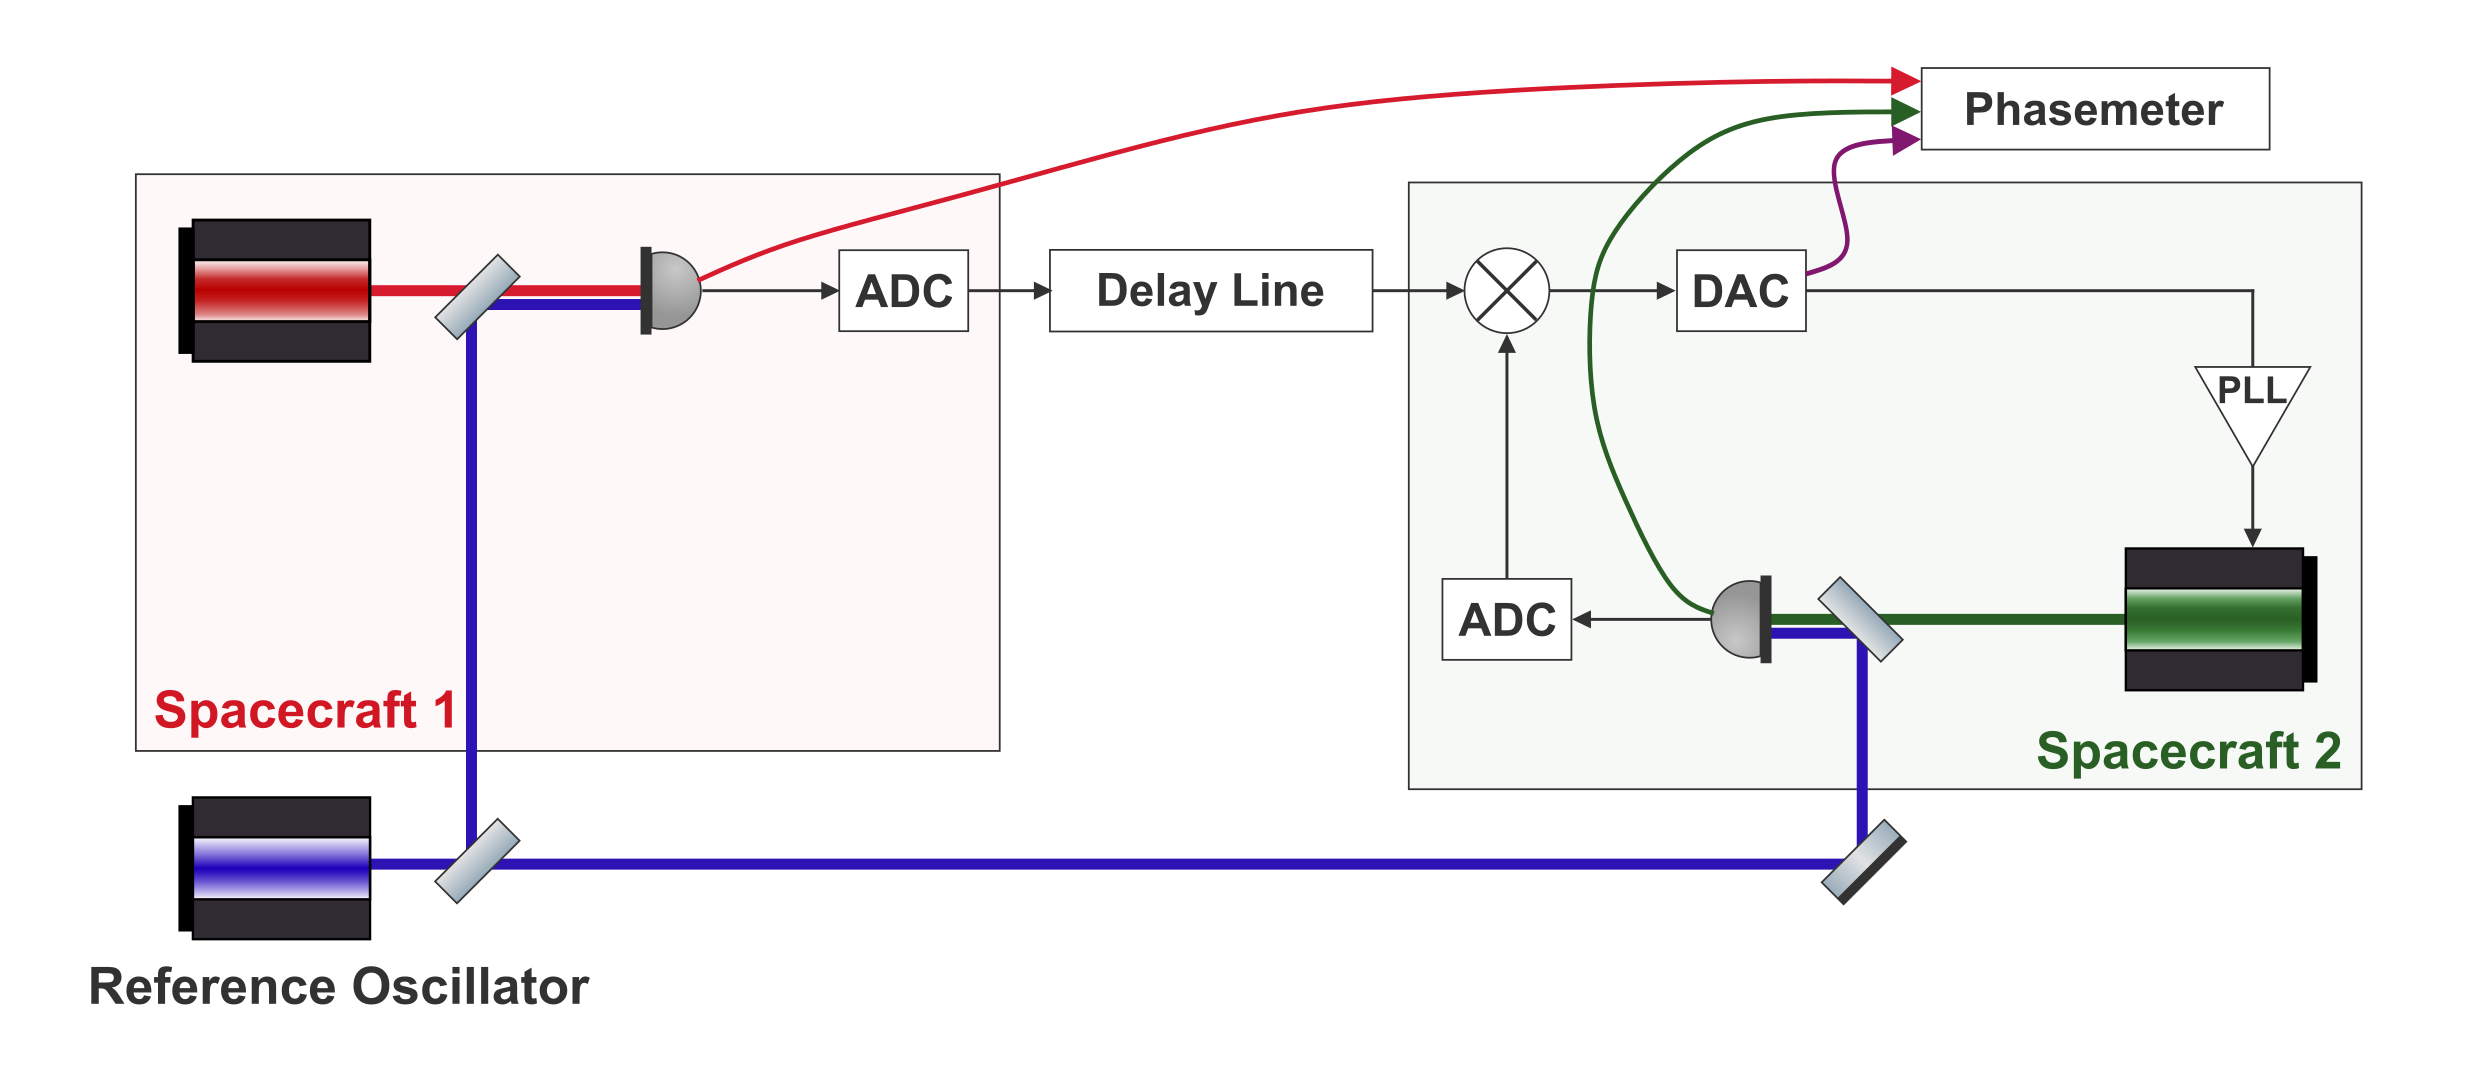 Phasemeter
ADC
Delay Line
DAC
PLL
ADC
Spacecraft 1
Spacecraft 2
Reference Oscillator